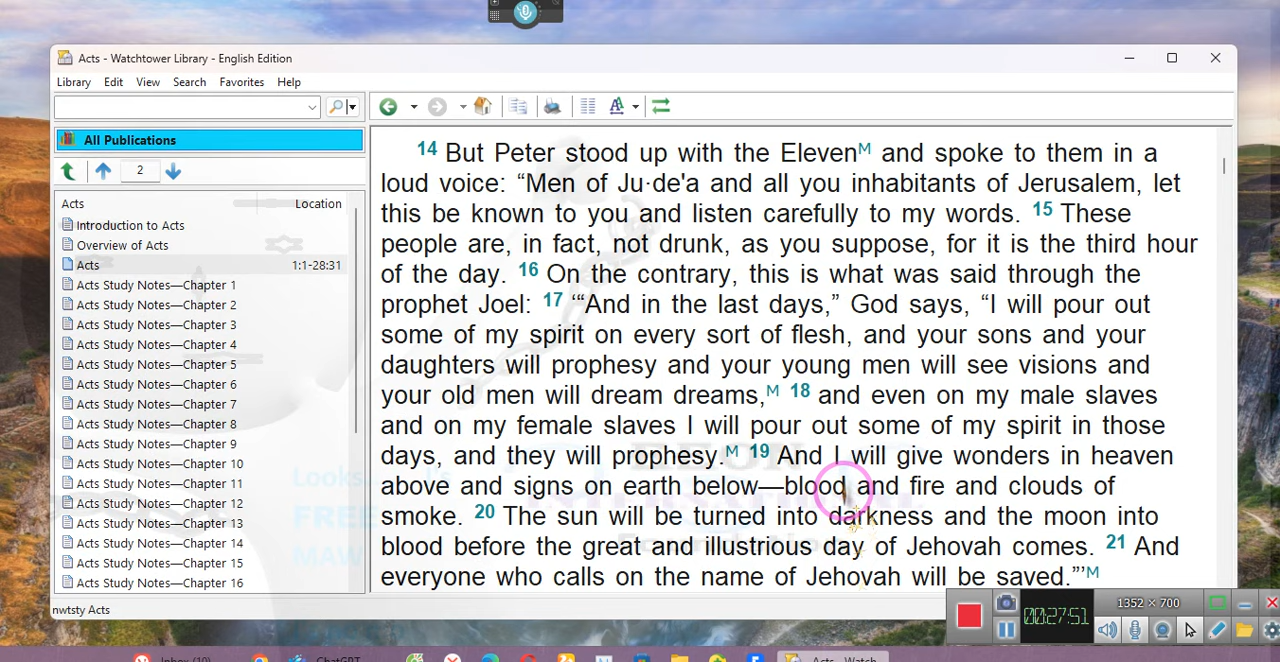 Acts - Watchtower Library - English Edition
Library Edit View Search Favorites Help
All Publications
2
Acts Location
Introduction to Acts
Overview of Acts
Acts 1:1-28:31
Acts Study Notes—Chapter 1
Acts Study Notes—Chapter 2
Acts Study Notes—Chapter 3
Acts Study Notes—Chapter 4
Acts Study Notes—Chapter 5
Acts Study Notes—Chapter 6
Acts Study Notes—Chapter 7
Acts Study Notes—Chapter 8
Acts Study Notes—Chapter 9
Acts Study Notes—Chapter 10
Acts Study Notes—Chapter 11
Acts Study Notes—Chapter 12
Acts Study Notes—Chapter 13
Acts Study Notes—Chapter 14
Acts Study Notes—Chapter 15
Acts Study Notes—Chapter 16
nwtsty Acts
14 But Peter stood up with the Eleven M and spoke to them in a
loud voice: “Men of Ju·de'a and all you inhabitants of Jerusalem, let
this be known to you and listen carefully to my words. 15 These
people are, in fact, not drunk, as you suppose, for it is the third hour
of the day. 16 On the contrary, this is what was said through the
prophet Joel: 17 ‘“And in the last days,” God says, “I will pour out
some of my spirit on every sort of flesh, and your sons and your
daughters will prophesy and your young men will see visions and
your old men will dream dreams, M 18 and even on my male slaves
and on my female slaves I will pour out some of my spirit in those
days, and they will prophesy. M 19 And I will give wonders in heaven
above and signs on earth below—blood and fire and clouds of
smoke. 20 The sun will be turned into darkness and the moon into
blood before the great and illustrious day of Jehovah comes. 21 And
everyone who calls on the name of Jehovah will be saved.”’ M
Looks
FREE
MAW
00:27:51
1352 × 700
Inbox (10)
ChatGPT
Acts - Watch